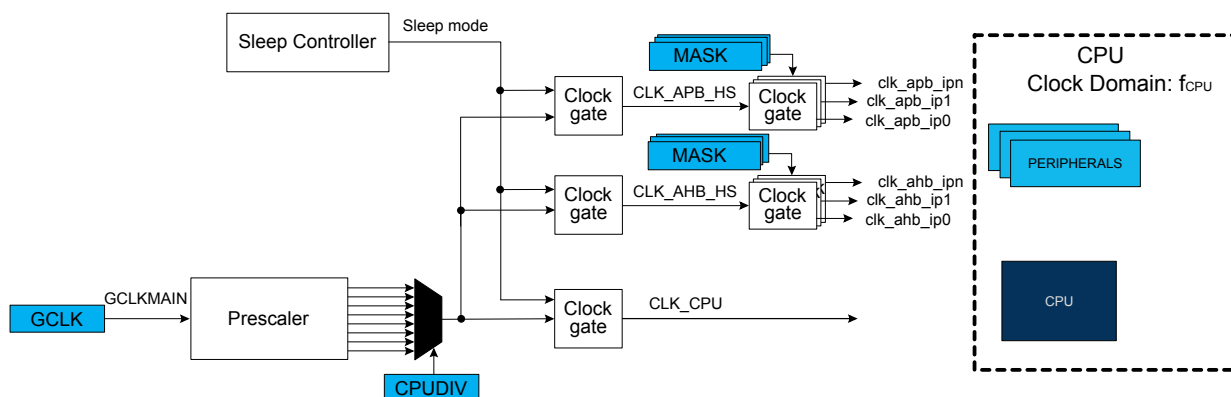 Sleep Controller
Sleep mode
MASK
CPU
Clock Domain: fCPU
Clock
gate
CLK_APB_HS
Clock
gate
clk_apb_ipn
clk_apb_ip1
clk_apb_ip0
MASK
PERIPHERALS
Clock
gate
CLK_AHB_HS
Clock
gate
clk_ahb_ipn
clk_ahb_ip1
clk_ahb_ip0
GCLK
GCLKMAIN
Prescaler
Clock
gate
CLK_CPU
CPU
CPUDIV